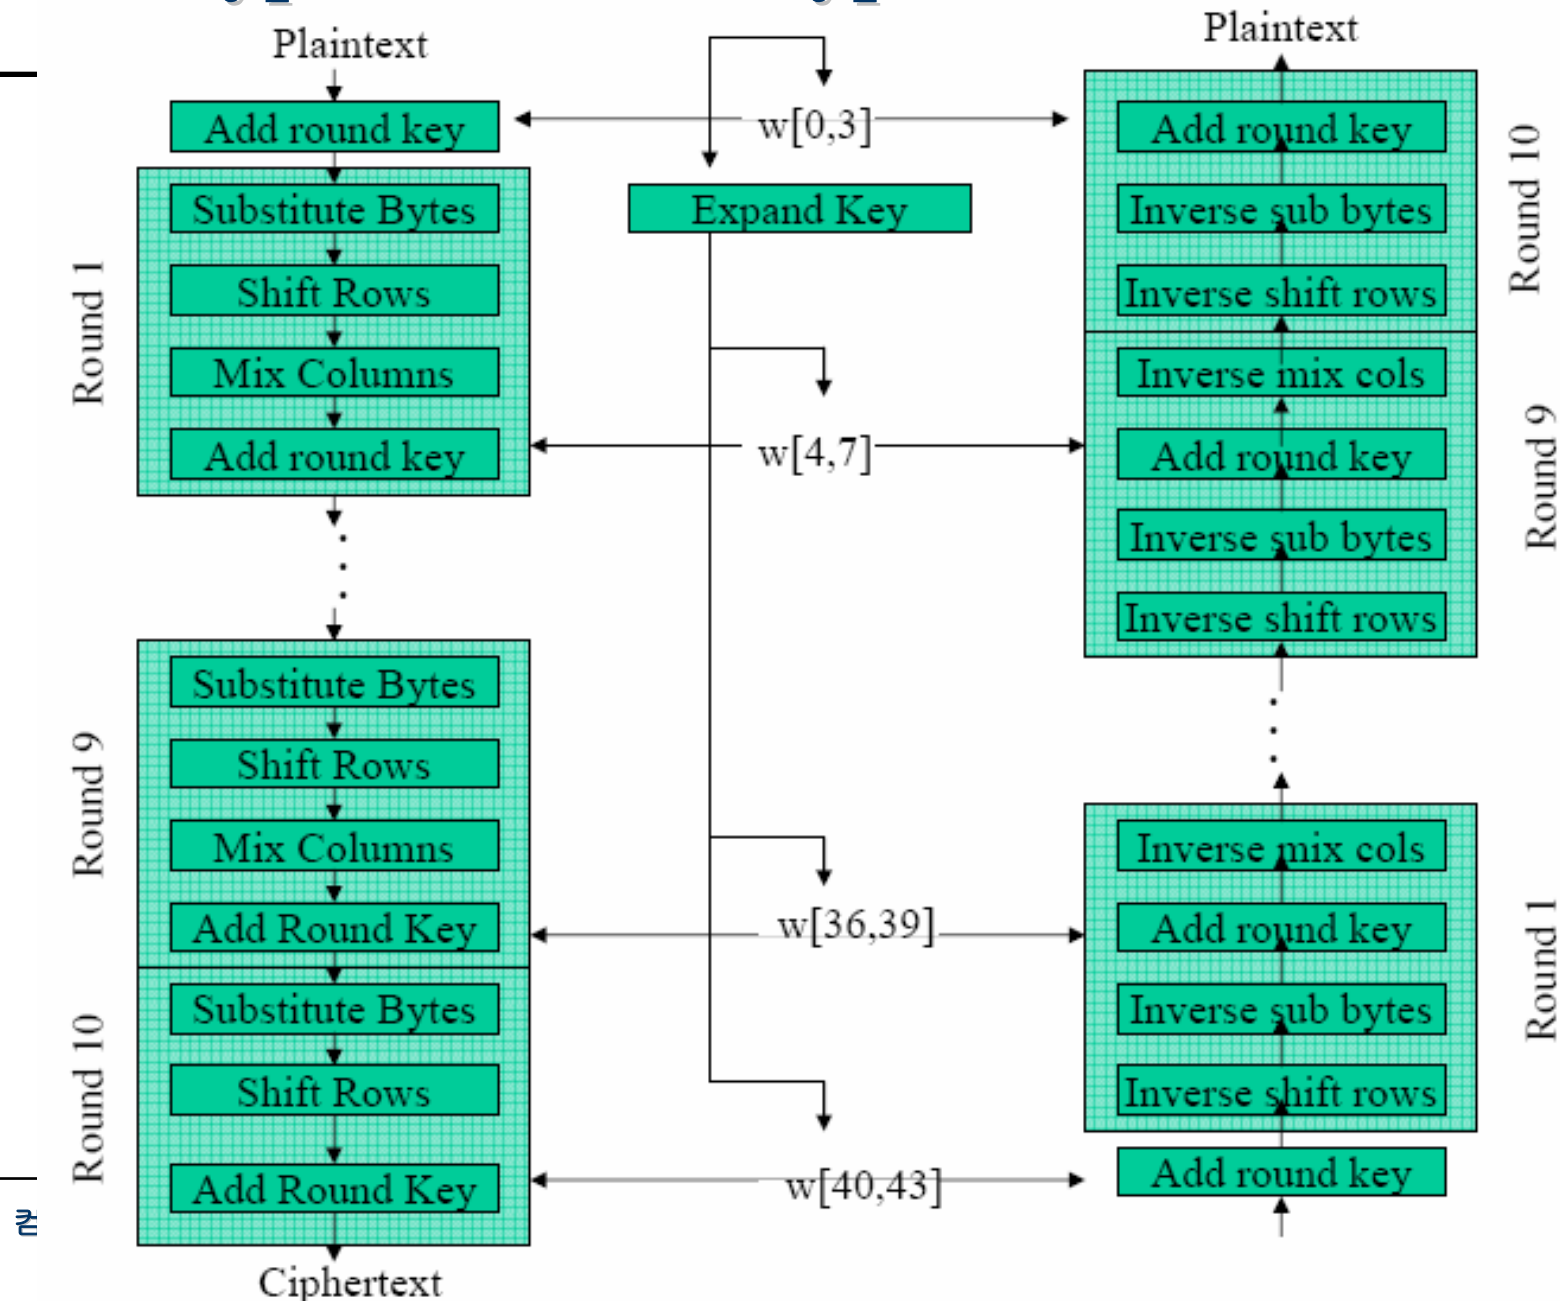 Plaintext
Add round key
Round 1
Substitute Bytes
Shift Rows
Mix Columns
Add round key
Round 9
Substitute Bytes
Shift Rows
Mix Columns
Add Round Key
Round 10
Substitute Bytes
Shift Rows
Add Round Key
Ciphertext
w[0,3]
Expand Key
w[4,7]
w[36,39]
w[40,43]
Plaintext
Round 10
Add round key
Inverse sub bytes
Inverse shift rows
Round 9
Inverse mix cols
Add round key
Inverse sub bytes
Inverse shift rows
Round 1
Inverse mix cols
Add round key
Inverse sub bytes
Inverse shift rows
Add round key
컴